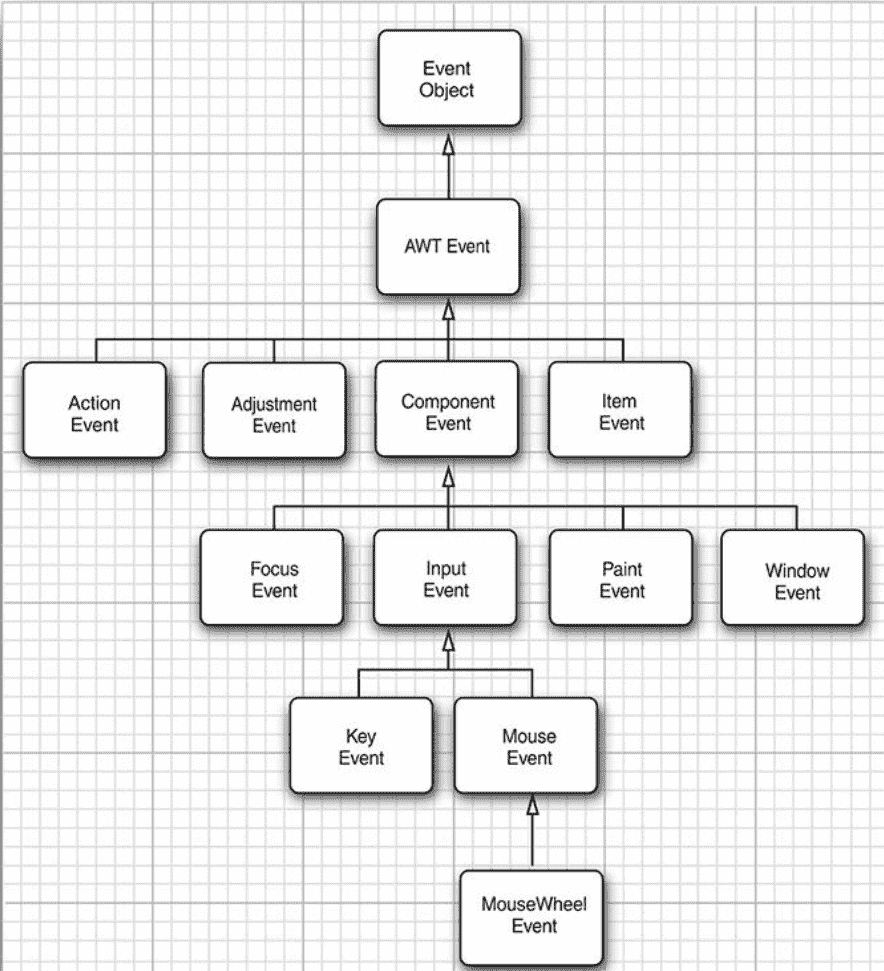 Event
Object
AWT Event
Action
Event
Adjustment
Event
Component
Event
Item
Event
Focus
Event
Input
Event
Paint
Event
Window
Event
Key
Event
Mouse
Event
MouseWheel
Event